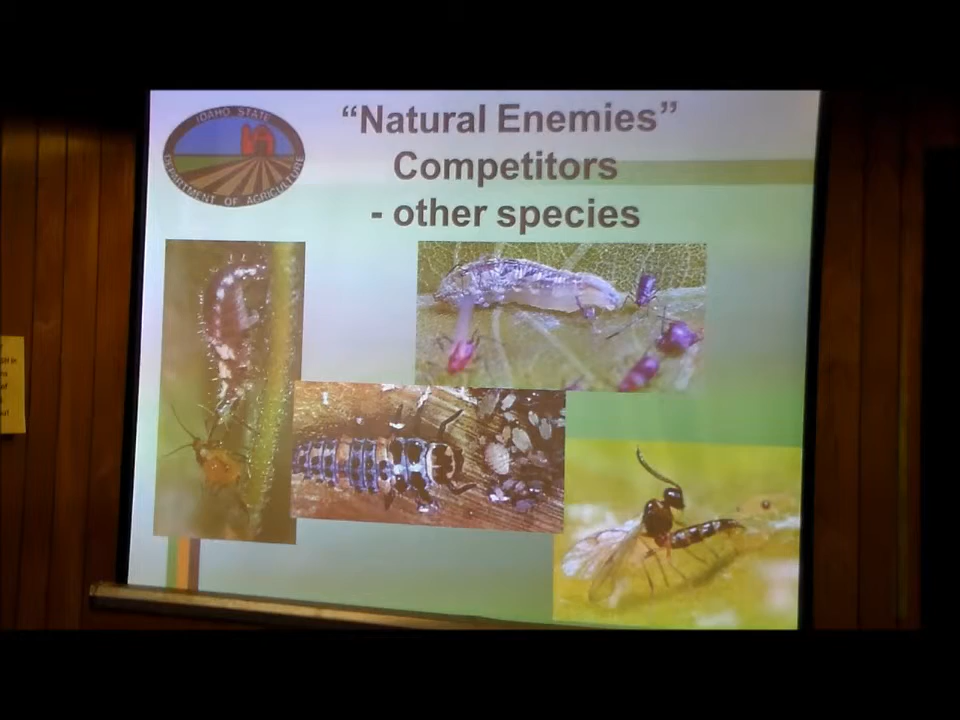 IDAHO STATE
DEPARTMENT OF AGRICULTURE
“Natural Enemies”
Competitors
- other species